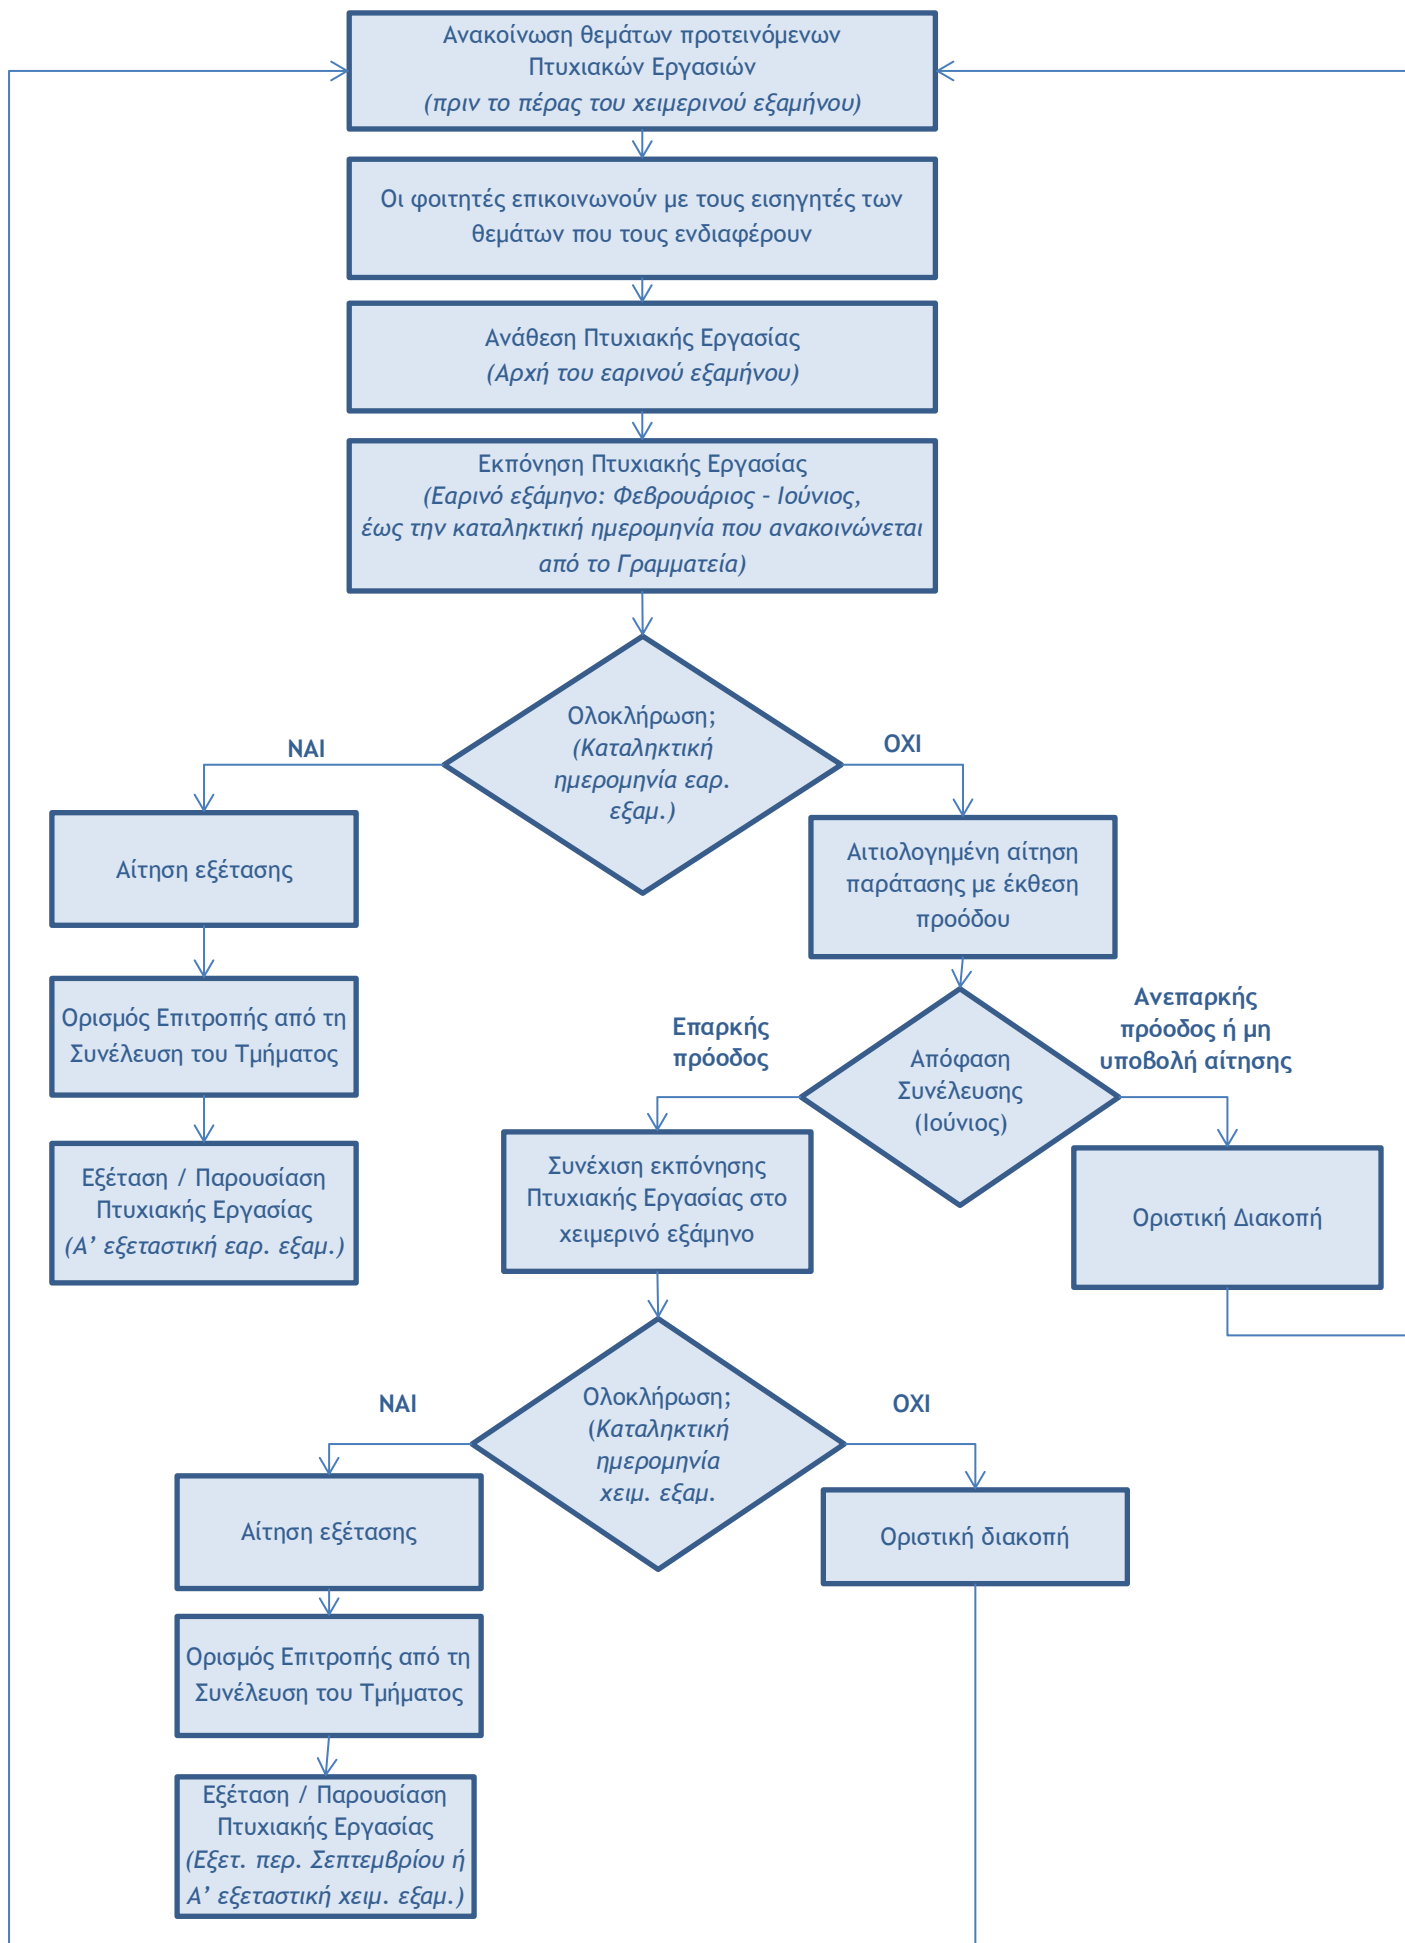 Ανακοίνωση θεμάτων προτεινόμενων
Πτυχιακών Εργασιών
(πριν το πέρας του χειμερινού εξαμήνου)
Οι φοιτητές επικοινωνούν με τους εισηγητές των
θεμάτων που τους ενδιαφέρουν
Ανάθεση Πτυχιακής Εργασίας
(Αρχή του εαρινού εξαμήνου)
Εκπόνηση Πτυχιακής Εργασίας
(Εαρινό εξάμηνο: Φεβρουάριος - Ιούνιος,
έως την καταληκτική ημερομηνία που ανακοινώνεται
από το Γραμματεία)
Ολοκλήρωση;
(Καταληκτική
ημερομηνία εαρ.
εξαμ.)
ΝΑΙ
ΟΧΙ
Αίτηση εξέτασης
Ορισμός Επιτροπής από τη
Συνέλευση του Τμήματος
Εξέταση / Παρουσίαση
Πτυχιακής Εργασίας
(Α’ εξεταστική εαρ. εξαμ.)
Αιτιολογημένη αίτηση
παράτασης με έκθεση
προόδου
Απόφαση
Συνέλευσης
(Ιούνιος)
Επαρκής
πρόοδος
Ανεπαρκής
πρόοδος ή μη
υποβολή αίτησης
Συνέχιση εκπόνησης
Πτυχιακής Εργασίας στο
χειμερινό εξάμηνο
Οριστική Διακοπή
Ολοκλήρωση;
(Καταληκτική
ημερομηνία
χειμ. εξαμ.
ΝΑΙ
ΟΧΙ
Αίτηση εξέτασης
Οριστική διακοπή
Ορισμός Επιτροπής από τη
Συνέλευση του Τμήματος
Εξέταση / Παρουσίαση
Πτυχιακής Εργασίας
(Εξετ. περ. Σεπτεμβρίου ή
Α’ εξεταστική χειμ. εξαμ.)